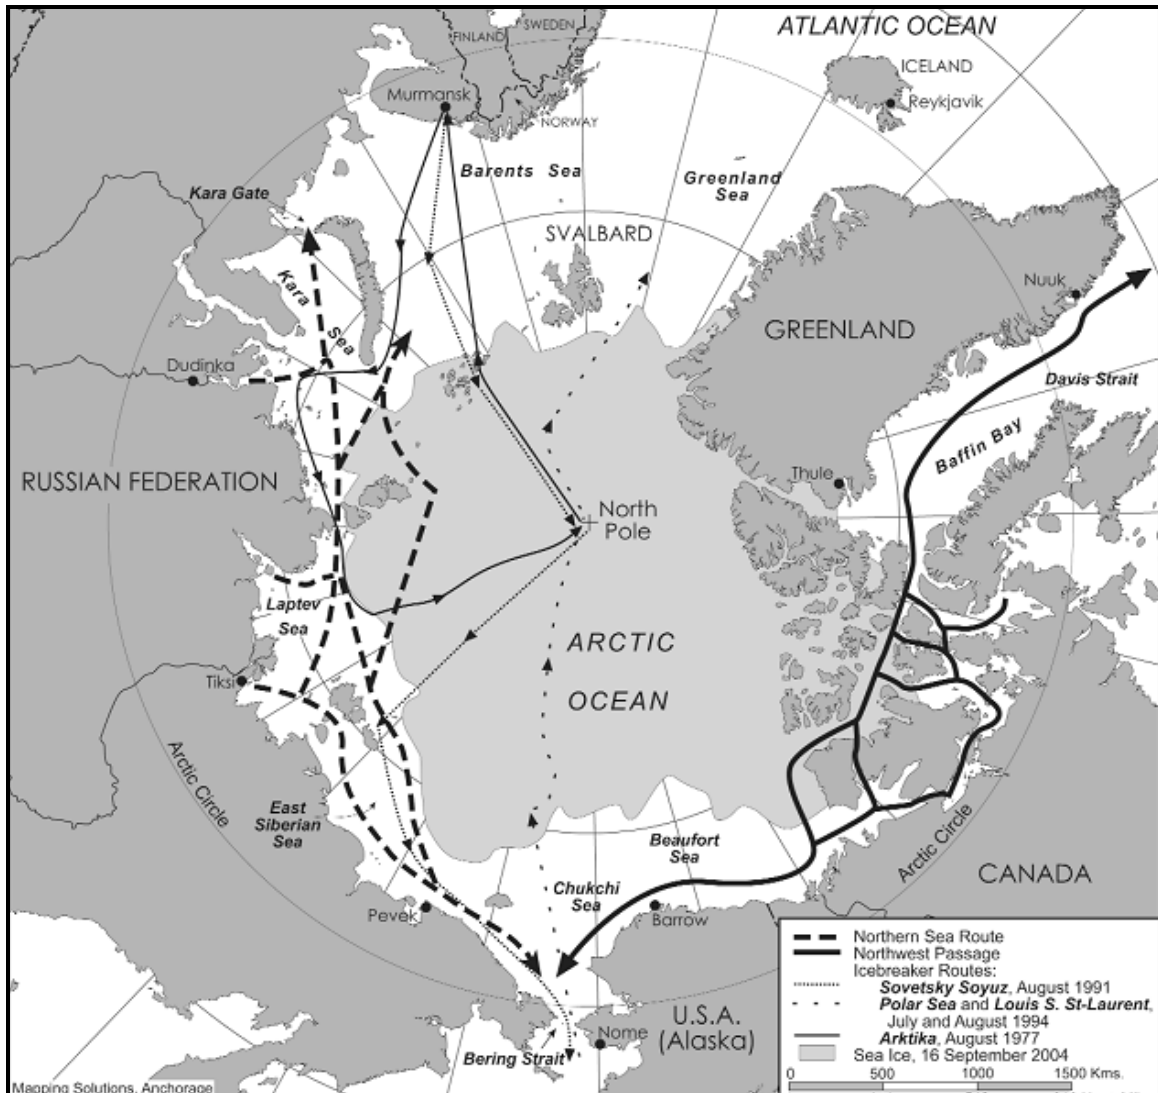 ATLANTIC OCEAN
SWEDEN
FINLAND
ICELAND
Murmansk
Reykjavik
NORWAY
Barents Sea
Greenland
Sea
Kara Gate
SVALBARD
Kara
Sea
Nuuk
GREENLAND
Dudinka
Davis Strait
Baffin Bay
RUSSIAN FEDERATION
Thule
North
Pole
Laptev
Sea
ARCTIC
OCEAN
Tiksi
Arctic Circle
East
Siberian
Sea
Beaufort
Sea
Arctic Circle
CANADA
Chukchi
Sea
Pevek
Barrow
Northern Sea Route
Northwest Passage
Icebreaker Routes:
Sovetsky Soyuz, August 1991
Polar Sea and Louis S. St-Laurent,
July and August 1994
Arktika, August 1977
Sea Ice, 16 September 2004
0 500 1000 1500 Kms.
U.S.A.
(Alaska)
Nome
Bering Strait
Mapping Solutions, Anchorage